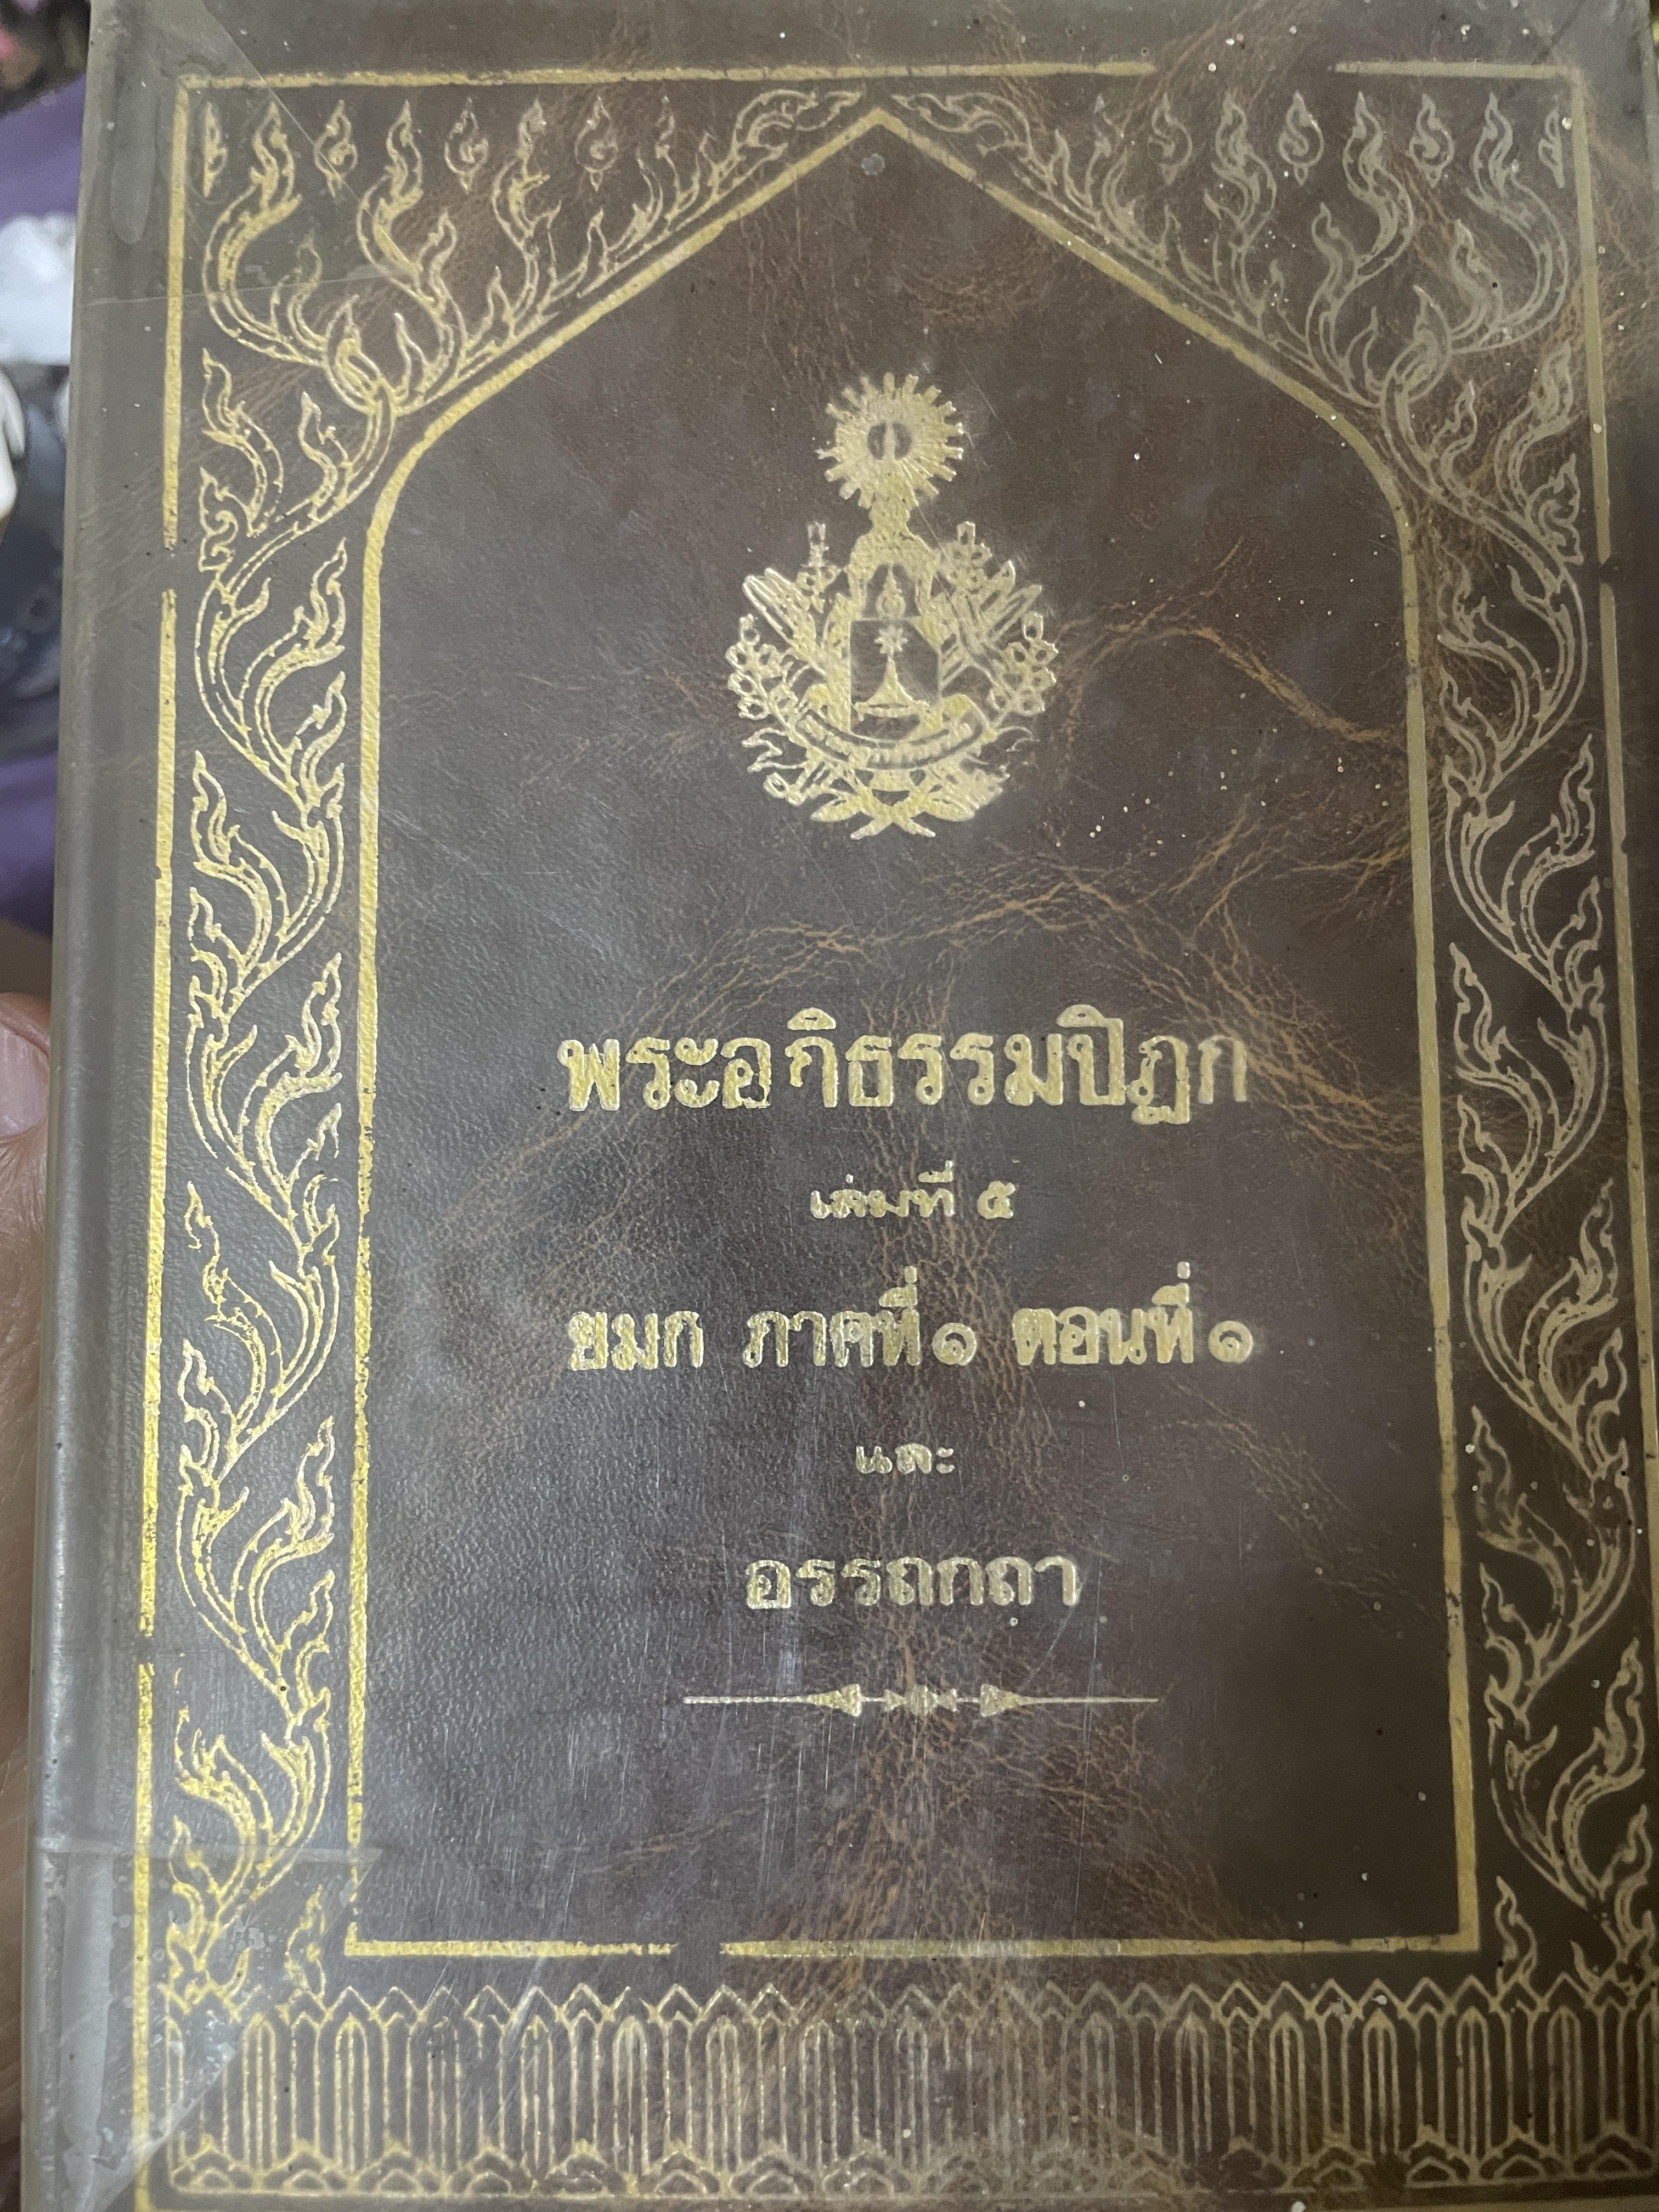 พระอภิธรรมปิฎก
เล่มที่ ๕
ยมก ภาคที่ ๑ ตอนที่ ๑
และ
อรรถกถา